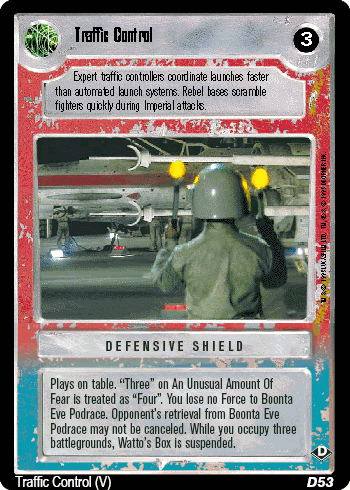 Traffic Control
3
Expert traffic controllers coordinate launches faster
than automated launch systems. Rebel bases scramble
fighters quickly during Imperial attacks.
DEFENSIVE SHIELD
Plays on table. “Three” on An Unusual Amount Of
Fear is treated as “Four”. You lose no Force to Boonta
Eve Podrace. Opponent’s retrieval from Boonta Eve
Podrace may not be canceled. While you occupy three
battlegrounds, Watto’s Box is suspended.
D
Traffic Control (V)
D53